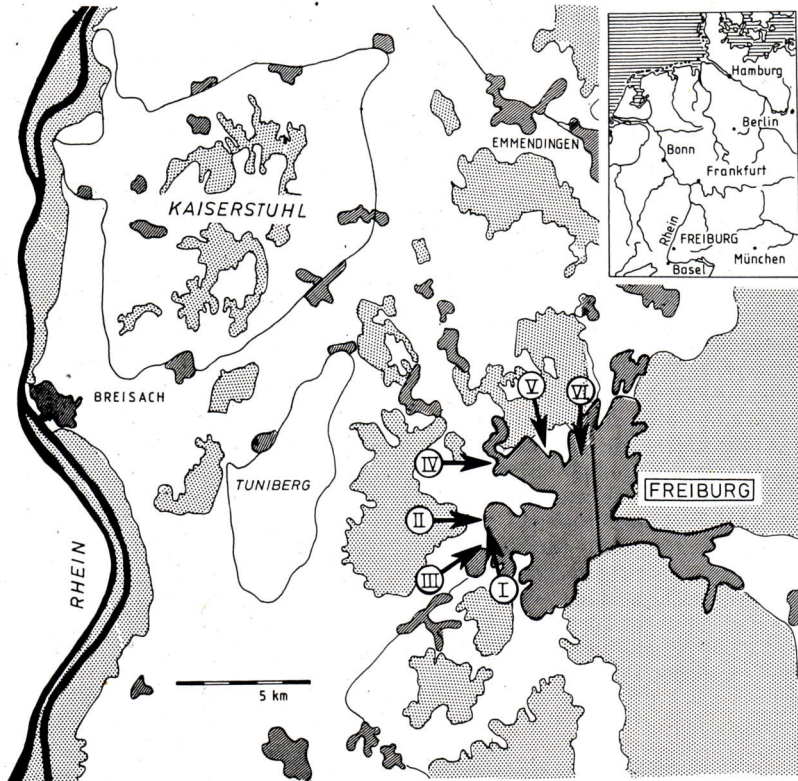 Hamburg
Berlin
Bonn
Frankfurt
Rhein
FREIBURG
München
Basel
EMMENDINGEN
KAISERSTUHL
BREISACH
TUNIBERG
RHEIN
V
VI
IV
FREIBURG
II
III
I
5 km